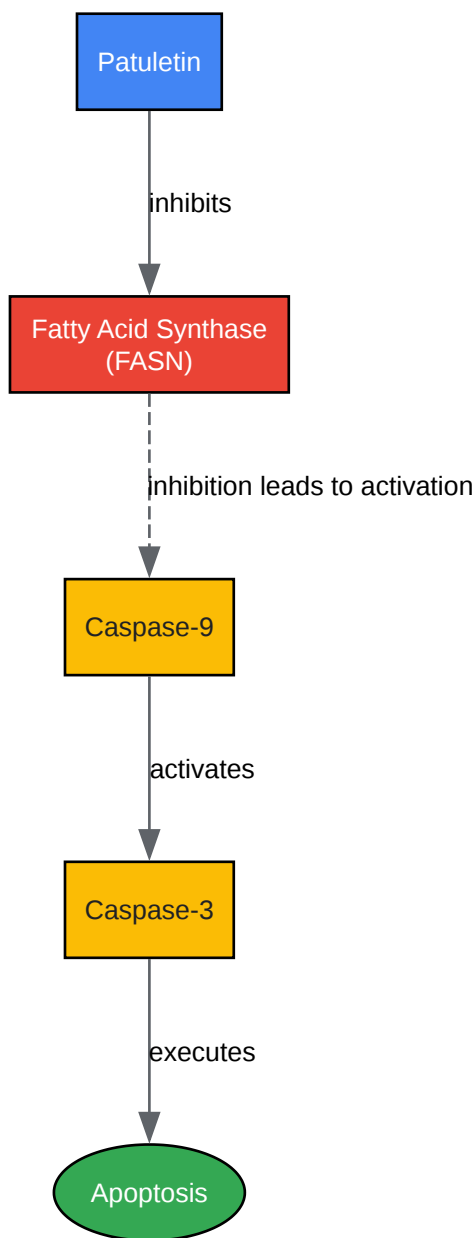 Patuletin
inhibits
Fatty Acid Synthase
(FASN)
inhibition leads to activation
Caspase-9
activates
Caspase-3
executes
Apoptosis